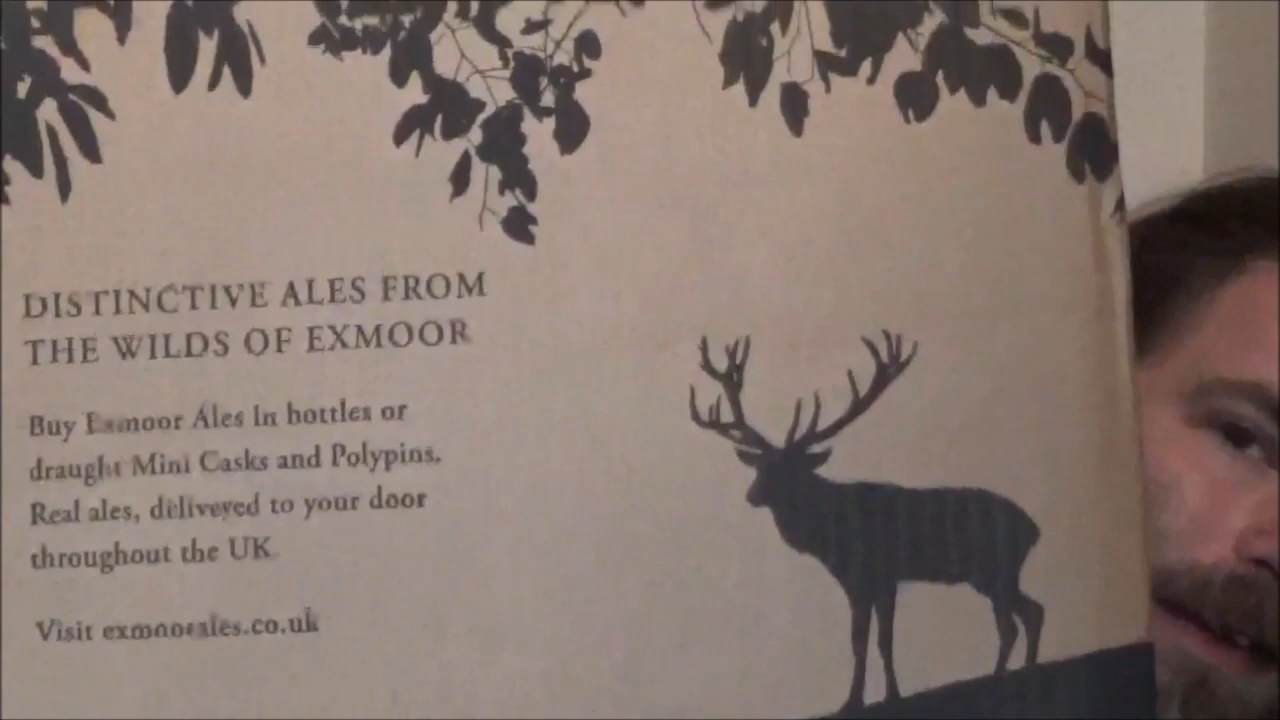 DISTINCTIVE ALES FROM
THE WILDS OF EXMOOR
Buy Exmoor Ales in bottles or
draught Mini Casks and Polypins.
Real ales, delivered to your door
throughout the UK
Visit exmoorales.co.uk